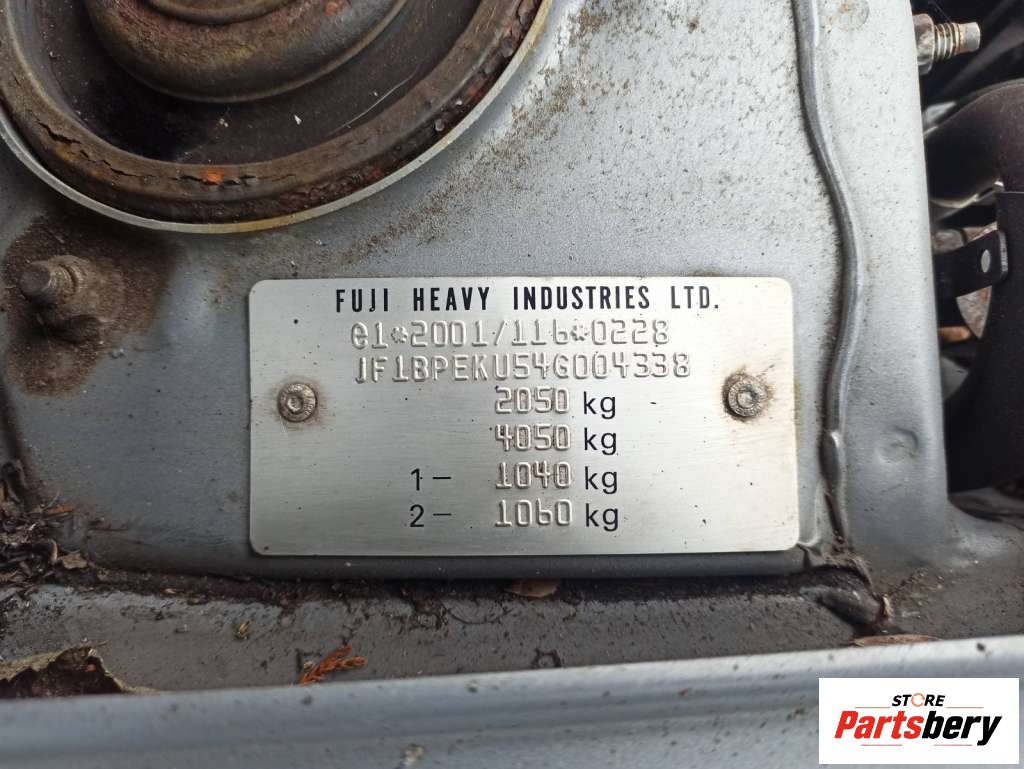 FUJI HEAVY INDUSTRIES LTD.
e1*2001/116*0228
JF1BPEKU54G004338
2050 kg
4050 kg
1- 1040 kg
2- 1060 kg
STORE
Partsbery